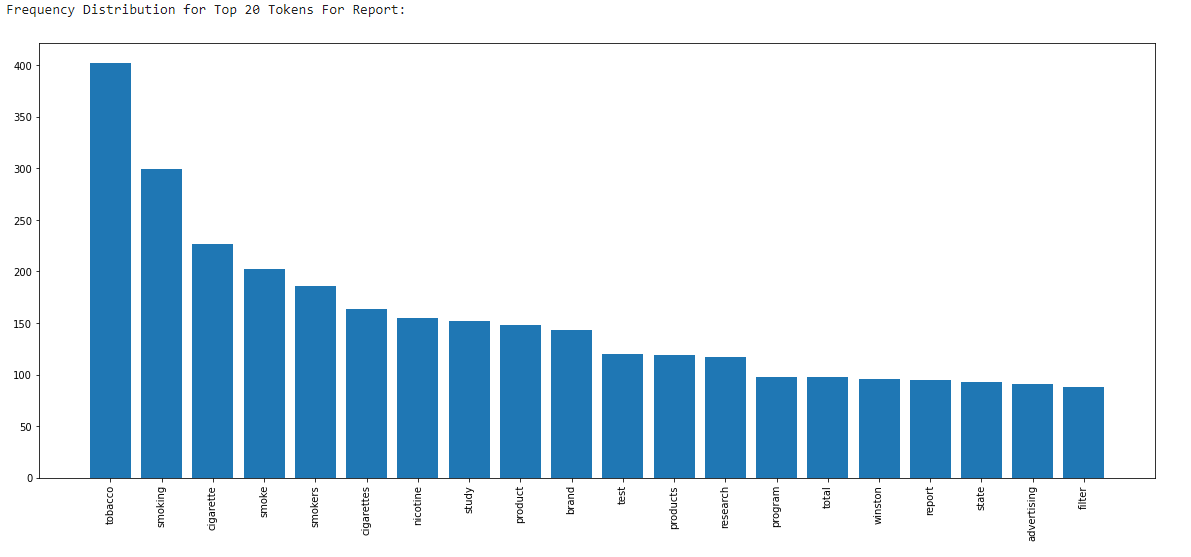 Frequency Distribution for Top 20 Tokens For Report:
400
350
300
250
200
150
100
50
0
tobacco
smoking
cigarette
smoke
smokers
cigarettes
nicotine
study
product
brand
test
products
research
program
total
winston
report
state
advertising
filter